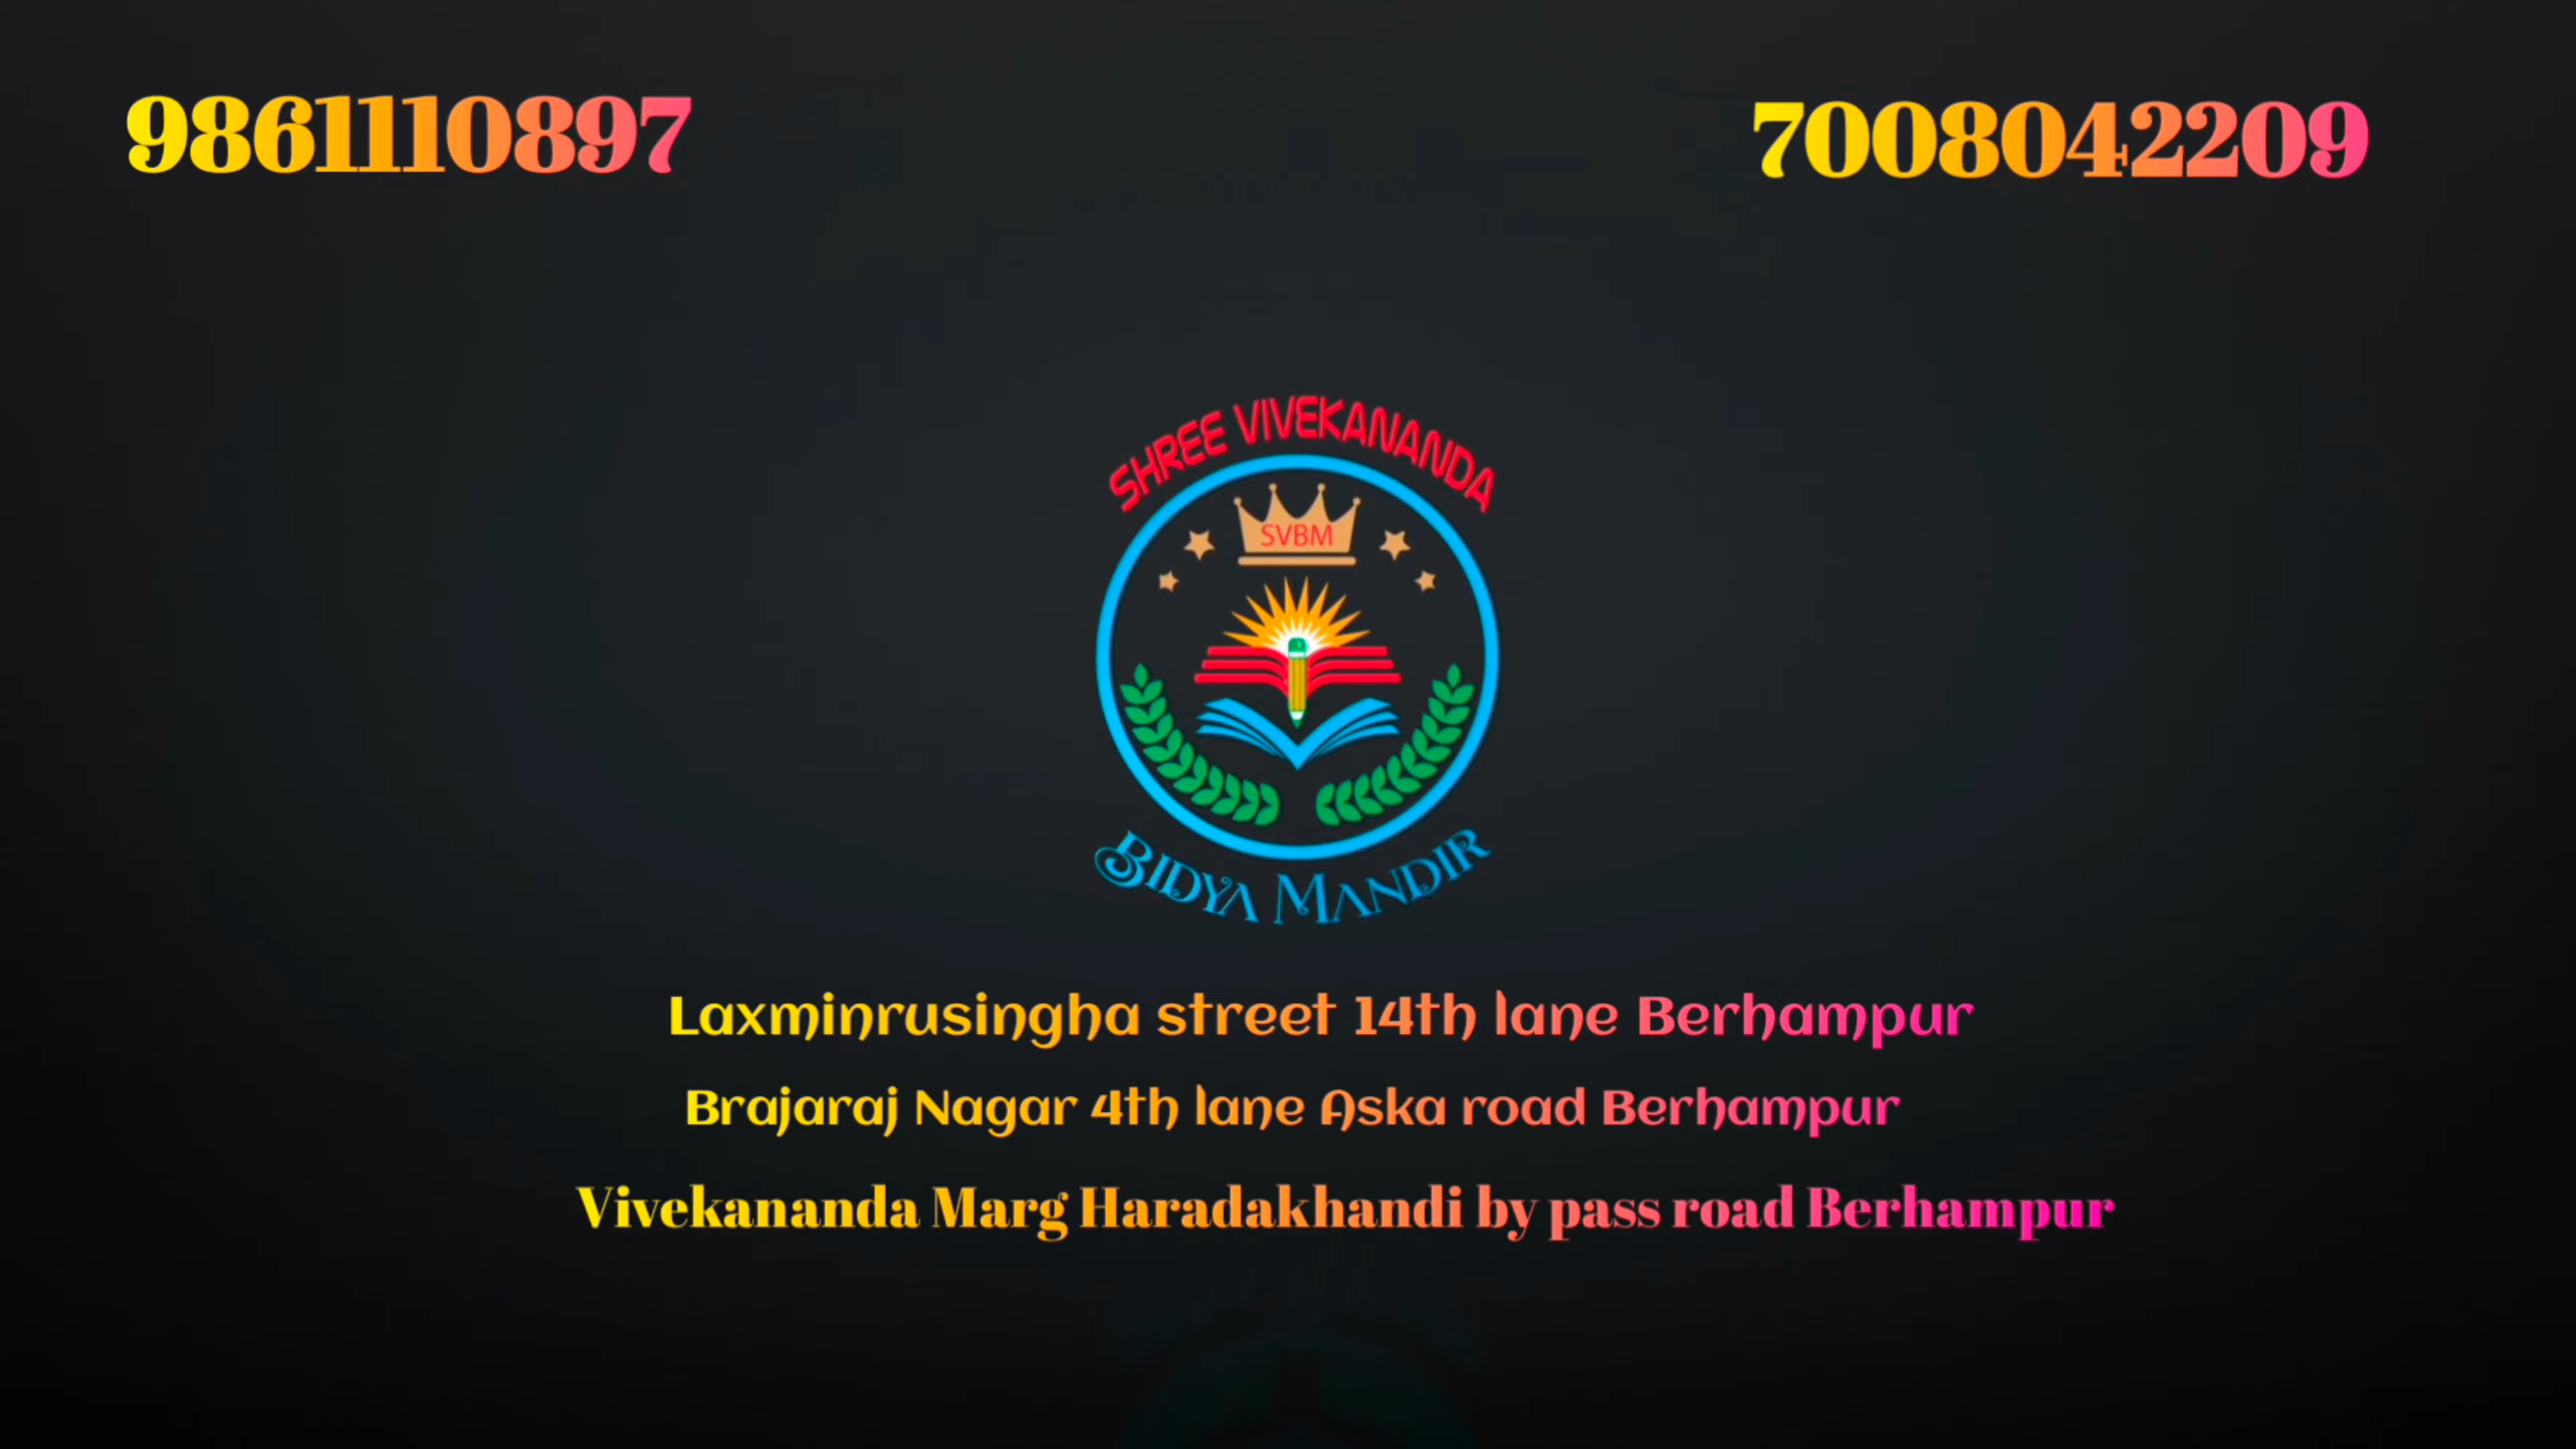 9861110897
7008042209
SHREE VIVEKANANDA
SVBM
BIDYA MANDIR
Laxminrusingha street 14th lane Berhampur
Brajaraj Nagar 4th lane Aska road Berhampur
Vivekananda Marg Haradakhandi by pass road Berhampur